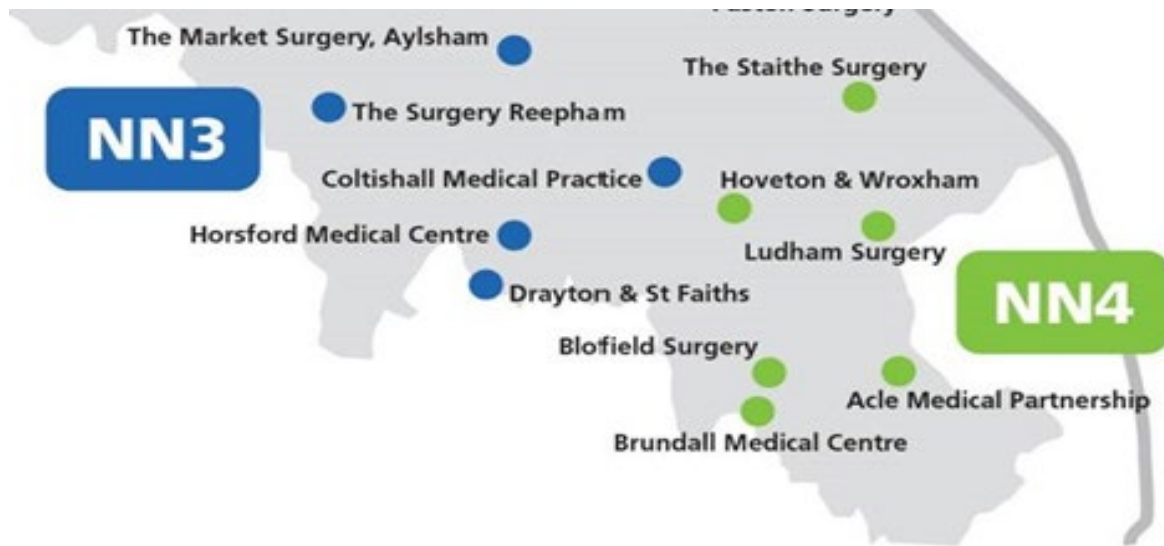 The Market Surgery, Aylsham
The Staithe Surgery
NN3
The Surgery Reepham
Coltishall Medical Practice
Hoveton & Wroxham
Horsford Medical Centre
Ludham Surgery
NN4
Drayton & St Faiths
Blofield Surgery
Acle Medical Partnership
Brundall Medical Centre